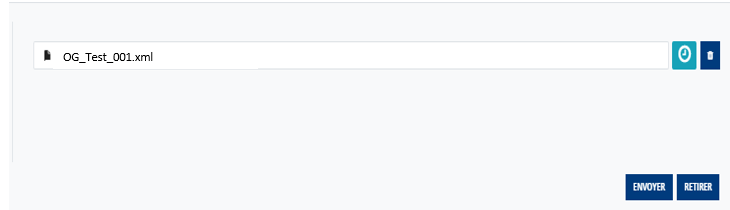 OG_Test_001.xml
ENVOYER RETIRER